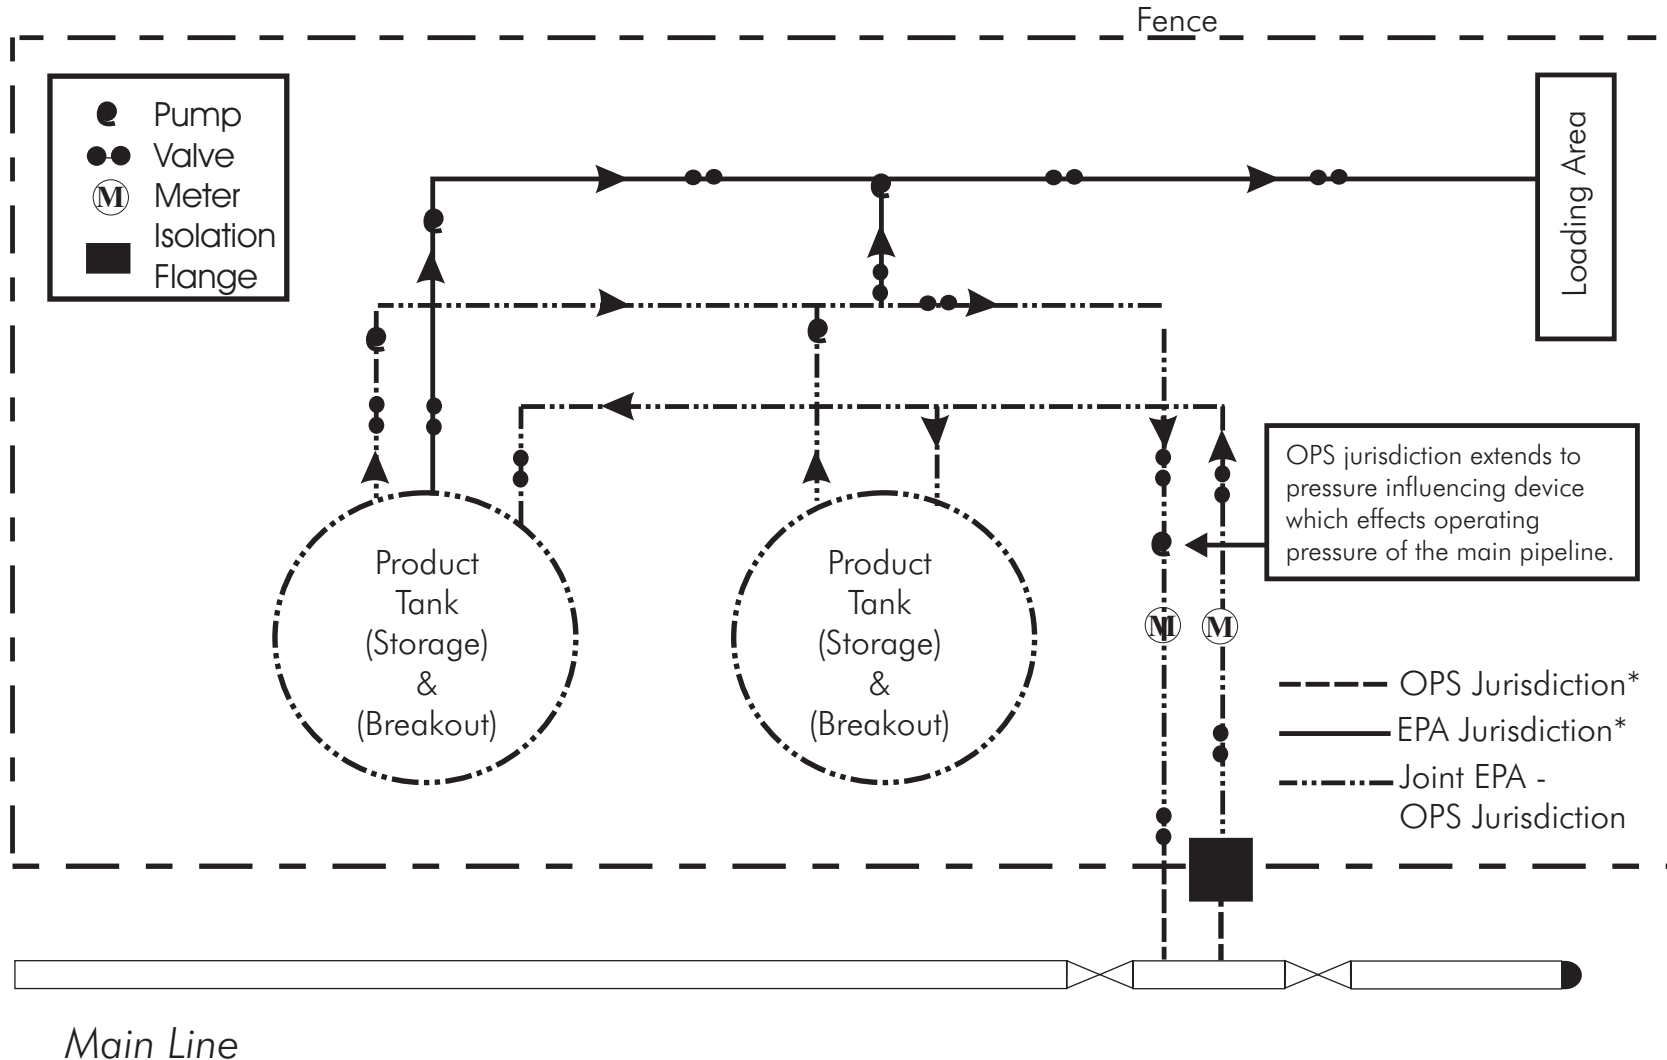 Fence
Pump
Valve
M Meter
Isolation
Flange
Loading Area
OPS jurisdiction extends to
pressure influencing device
which effects operating
pressure of the main pipeline.
Product
Tank
(Storage)
&
(Breakout)
Product
Tank
(Storage)
&
(Breakout)
M
M
OPS Jurisdiction*
EPA Jurisdiction*
Joint EPA -
OPS Jurisdiction
Main Line